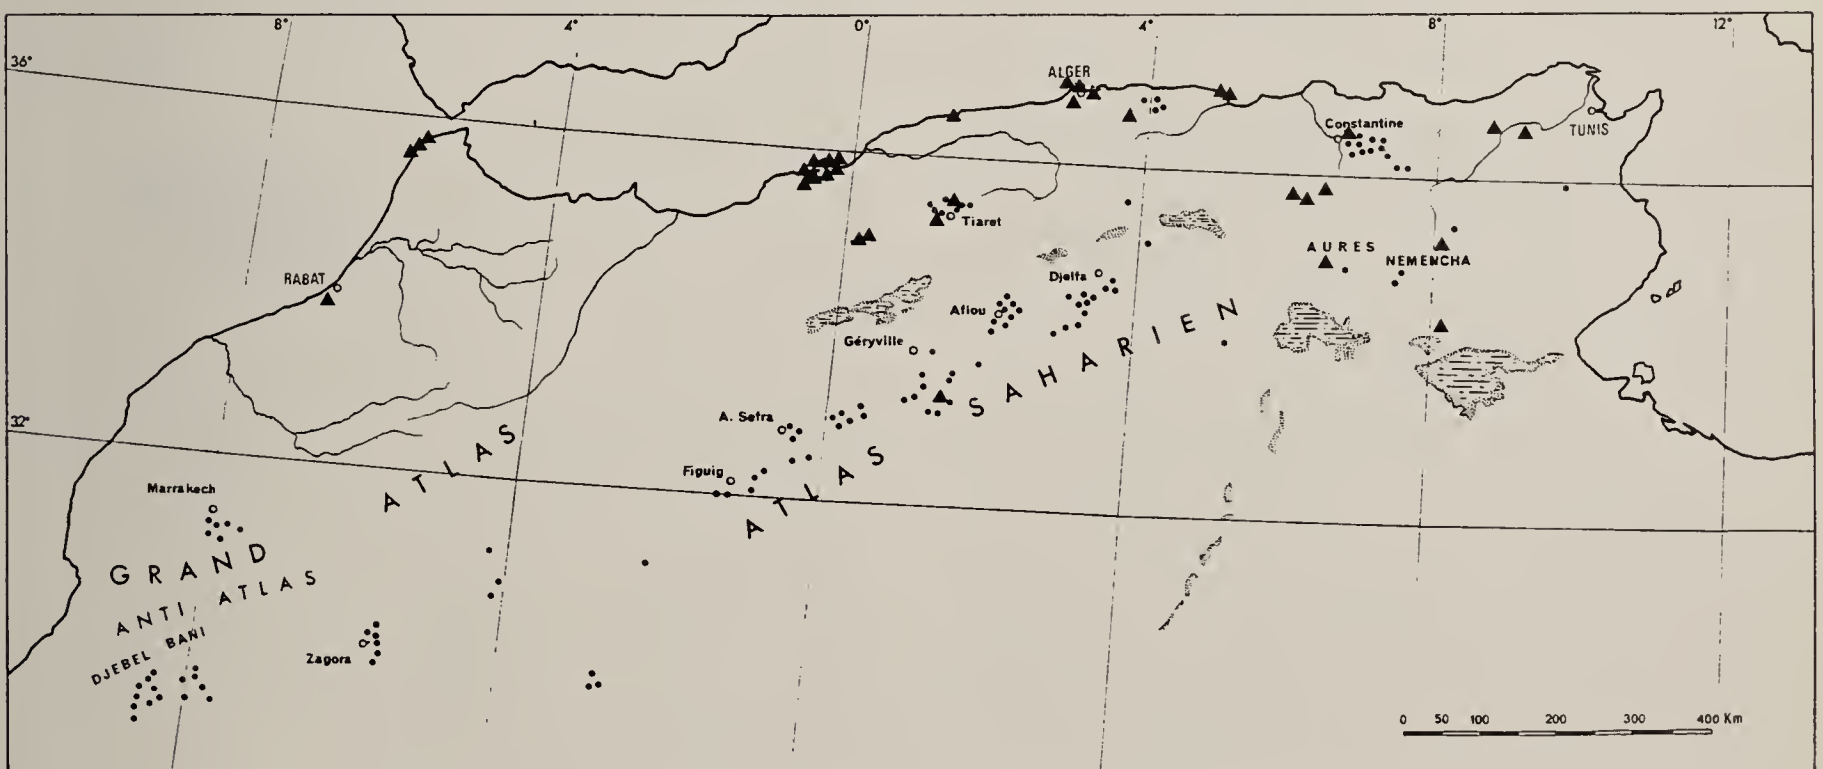 8° 4° 0° 4° 8° 12°
36°
ALGER
Constantine
TUNIS
Tiaret
AURES
NEMENCHA
RABAT
Djelfa
Aflou
Géryville
ATLAS SAHARIEN
A. Sefra
32°
Figuig
Marrakech
GRAND ATLAS
ANTI ATLAS
DJEBEL BANI
Zagora
0 50 100 200 300 400 Km